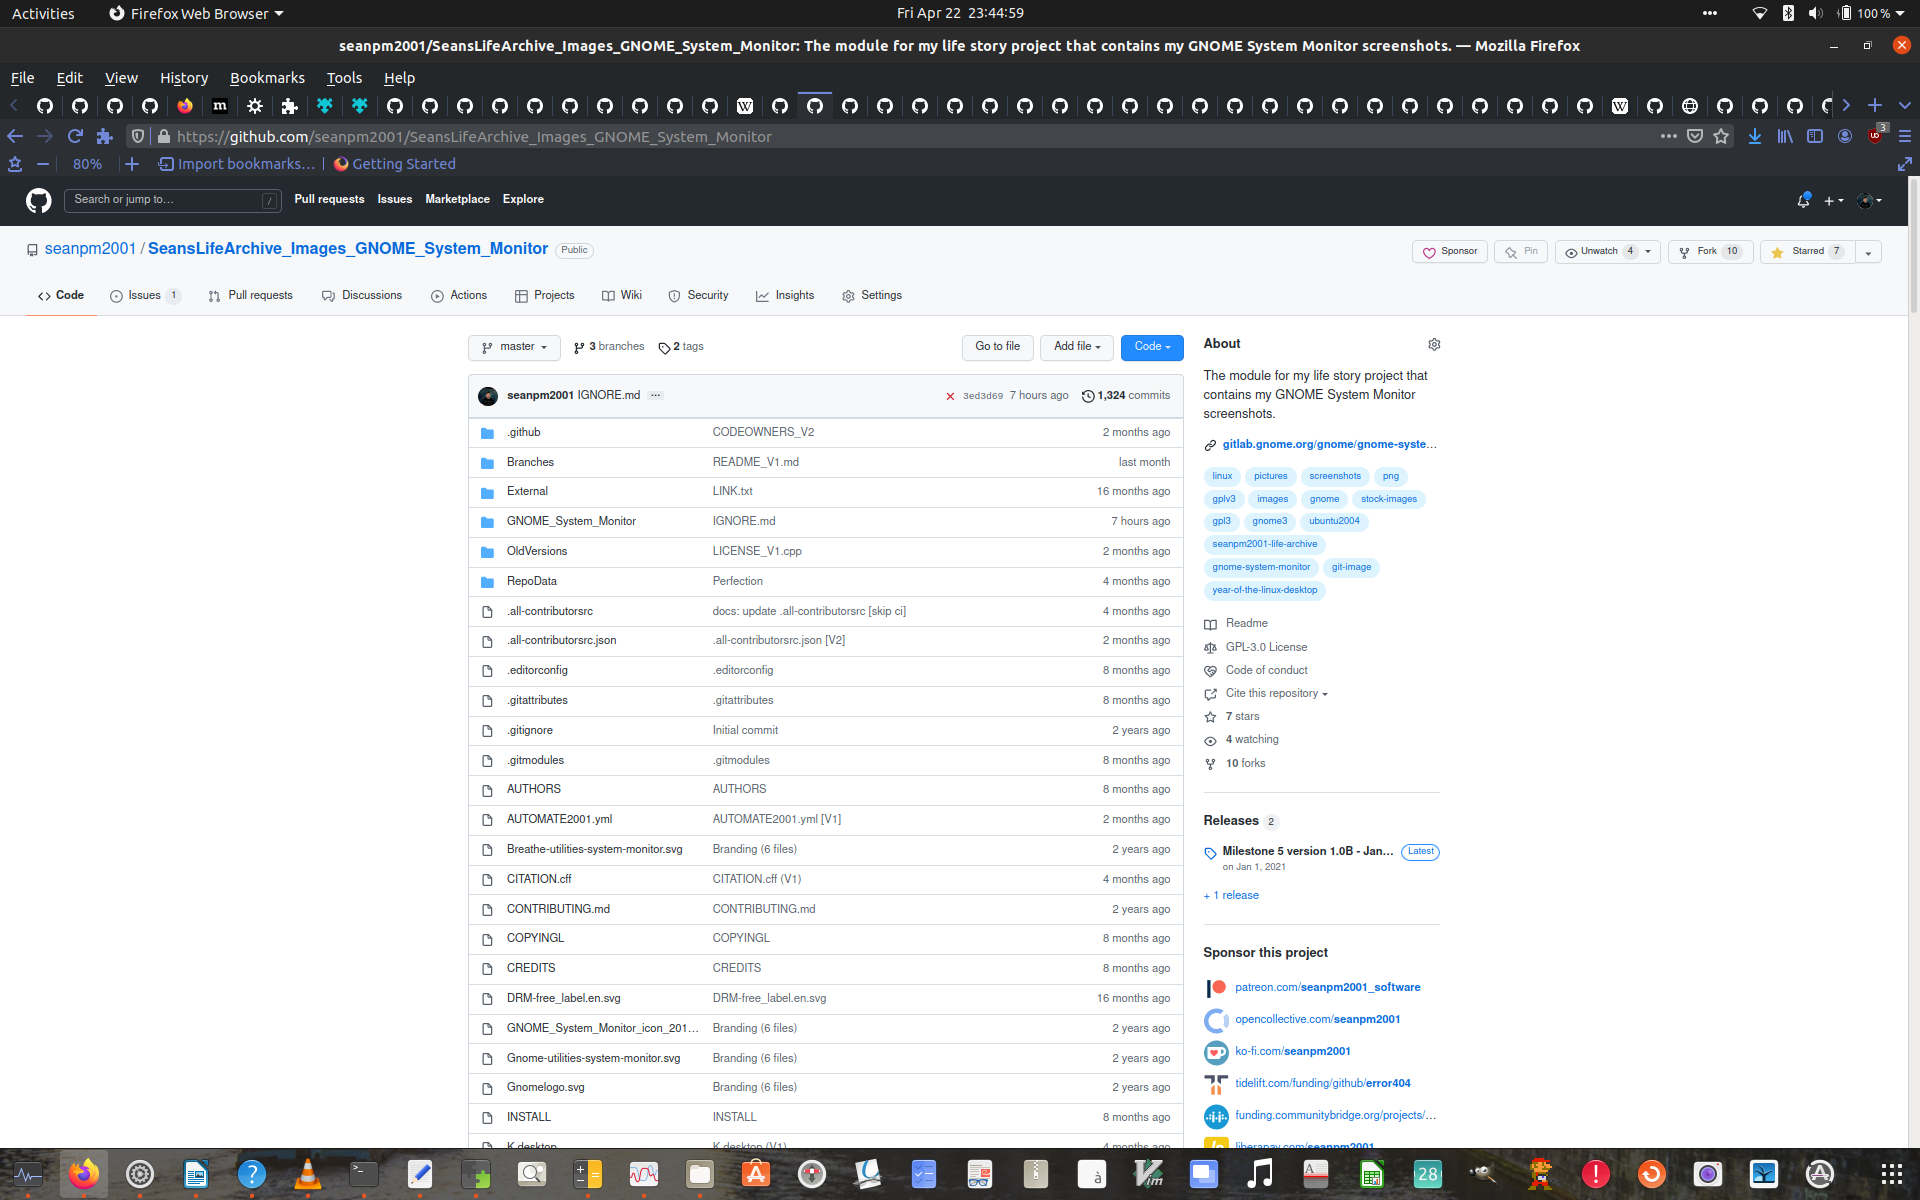 Activities Firefox Web Browser Fri Apr 22 23:44:59 100 %
seanpm2001/SeansLifeArchive_Images_GNOME_System_Monitor: The module for my life story project that contains my GNOME System Monitor screenshots. — Mozilla Firefox
File Edit View History Bookmarks Tools Help
https://github.com/seanpm2001/SeansLifeArchive_Images_GNOME_System_Monitor 3
80% Import bookmarks... Getting Started
Search or jump to... / Pull requests Issues Marketplace Explore
seanpm2001 / SeansLifeArchive_Images_GNOME_System_Monitor Public
Sponsor Pin Unwatch 4 Fork 10 Starred 7
Code Issues 1 Pull requests Discussions Actions Projects Wiki Security Insights Settings
master 3 branches 2 tags Go to file Add file Code
seanpm2001 IGNORE.md ... 3ed3d69 7 hours ago 1,324 commits
.github CODEOWNERS_V2 2 months ago
Branches README_V1.md last month
External LINK.txt 16 months ago
GNOME_System_Monitor IGNORE.md 7 hours ago
OldVersions LICENSE_V1.cpp 2 months ago
RepoData Perfection 4 months ago
.all-contributorsrc docs: update .all-contributorsrc [skip ci] 4 months ago
.all-contributorsrc.json .all-contributorsrc.json [V2] 2 months ago
.editorconfig .editorconfig 8 months ago
.gitattributes .gitattributes 8 months ago
.gitignore Initial commit 2 years ago
.gitmodules .gitmodules 8 months ago
AUTHORS AUTHORS 8 months ago
AUTOMATE2001.yml AUTOMATE2001.yml [V1] 2 months ago
Breathe-utilities-system-monitor.svg Branding (6 files) 2 years ago
CITATION.cff CITATION.cff (V1) 4 months ago
CONTRIBUTING.md CONTRIBUTING.md 2 years ago
COPYINGL COPYINGL 8 months ago
CREDITS CREDITS 8 months ago
DRM-free_label.en.svg DRM-free_label.en.svg 16 months ago
GNOME_System_Monitor_icon_201... Branding (6 files) 2 years ago
Gnome-utilities-system-monitor.svg Branding (6 files) 2 years ago
Gnomelogo.svg Branding (6 files) 2 years ago
INSTALL INSTALL 8 months ago
K.desktop K.desktop (V1) 4 months ago
About
The module for my life story project that
contains my GNOME System Monitor
screenshots.
gitlab.gnome.org/gnome/gnome-syste...
linux pictures screenshots png
gplv3 images gnome stock-images
gpl3 gnome3 ubuntu2004
seanpm2001-life-archive
gnome-system-monitor git-image
year-of-the-linux-desktop
Readme
GPL-3.0 License
Code of conduct
Cite this repository
7 stars
4 watching
10 forks
Releases 2
Milestone 5 version 1.0B - Jan... Latest
on Jan 1, 2021
+ 1 release
Sponsor this project
patreon.com/seanpm2001_software
opencollective.com/seanpm2001
ko-fi.com/seanpm2001
tidelift.com/funding/github/error404
funding.communitybridge.org/projects/...
liberapay.com/seanpm2001
28